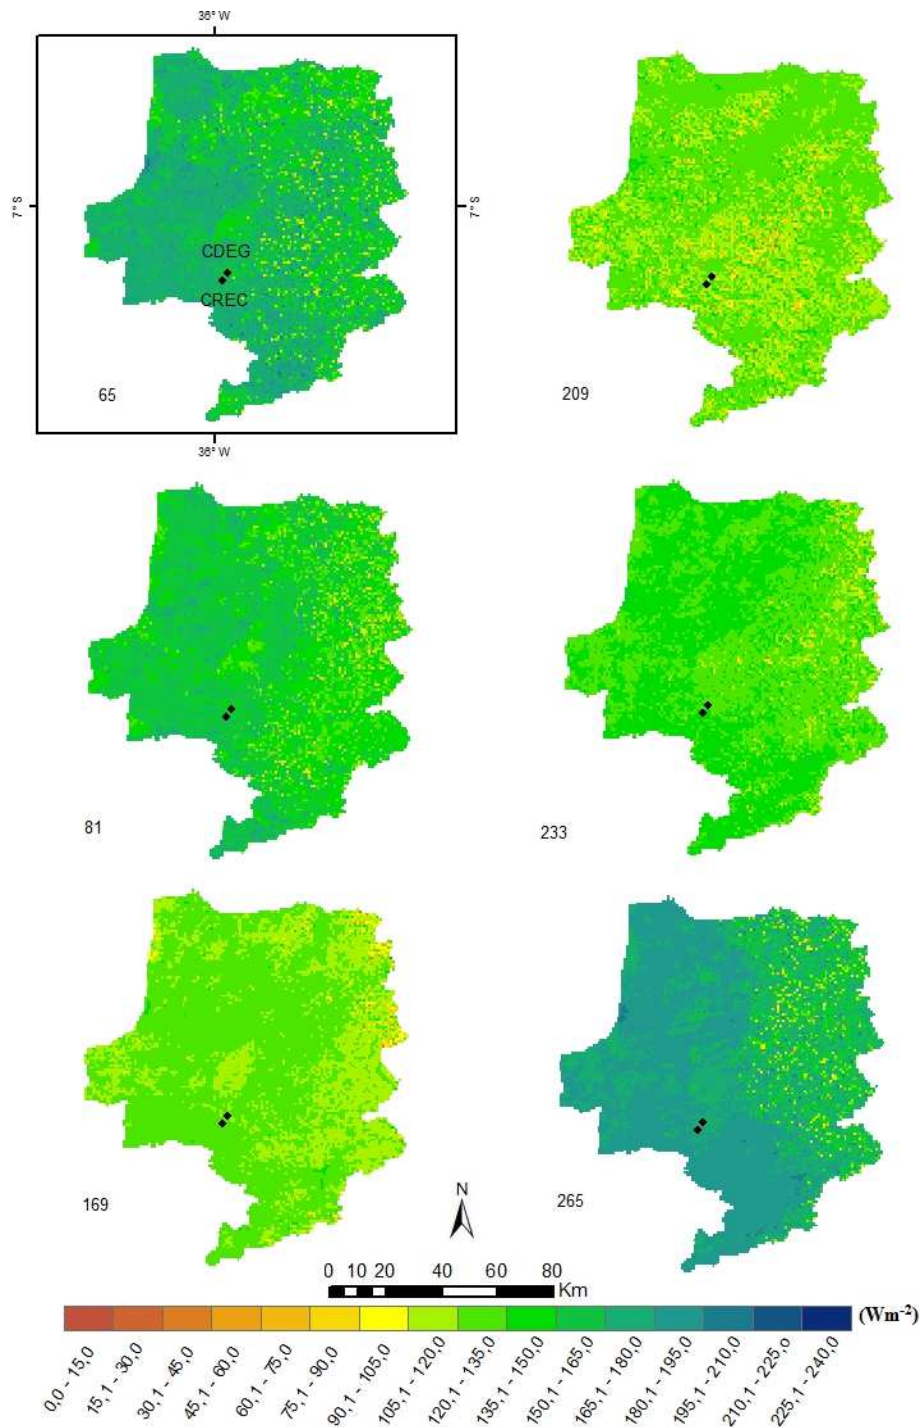 36° W
7° S
7° S
CDEG
CREC
65
209
36° W
81
233
169
265
N
0 10 20 40 60 80
Km
(Wm-2)
0,0 - 15,0
15,1 - 30,0
30,1 - 45,0
45,1 - 60,0
60,1 - 75,0
75,1 - 90,0
90,1 - 105,0
105,1 - 120,0
120,1 - 135,0
135,1 - 150,0
150,1 - 165,0
165,1 - 180,0
180,1 - 195,0
195,1 - 210,0
210,1 - 225,o
225,1 - 240,0